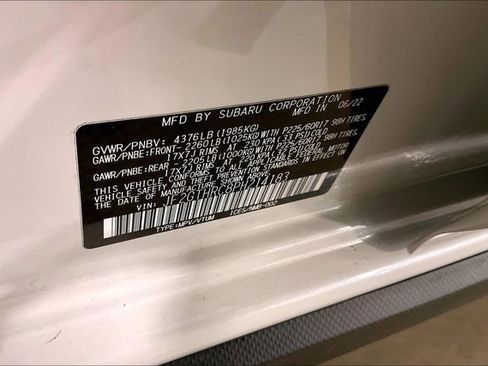 MFD BY SUBARU CORPORATION
MFD IN 06/22
GVWR/PNBV: 4376LB (1985KG)
GAWR/PNBE:FRONT- 2260LB (1025KG) WITH P225/60R17 98H TIRES,
17X7J RIMS AT 230 KPA (33 PSI) COLD
GAWR/PNBE:REAR- 2205LB (1000KG) WITH P225/60R17 98H TIRES,
17X7J RIMS AT KPA PSI) COLD
THIS VEHICLE CONFORMS TO ALL APPLICABLE U.S. FEDERAL MOTOR
VEHICLE SAFETY AND THEFT PREVENTION STANDARDS IN EFFECT ON
THE DATE OF MANUFACTURE SHOWN ABOVE.
VIN:
TYPE:MPV/VTUM